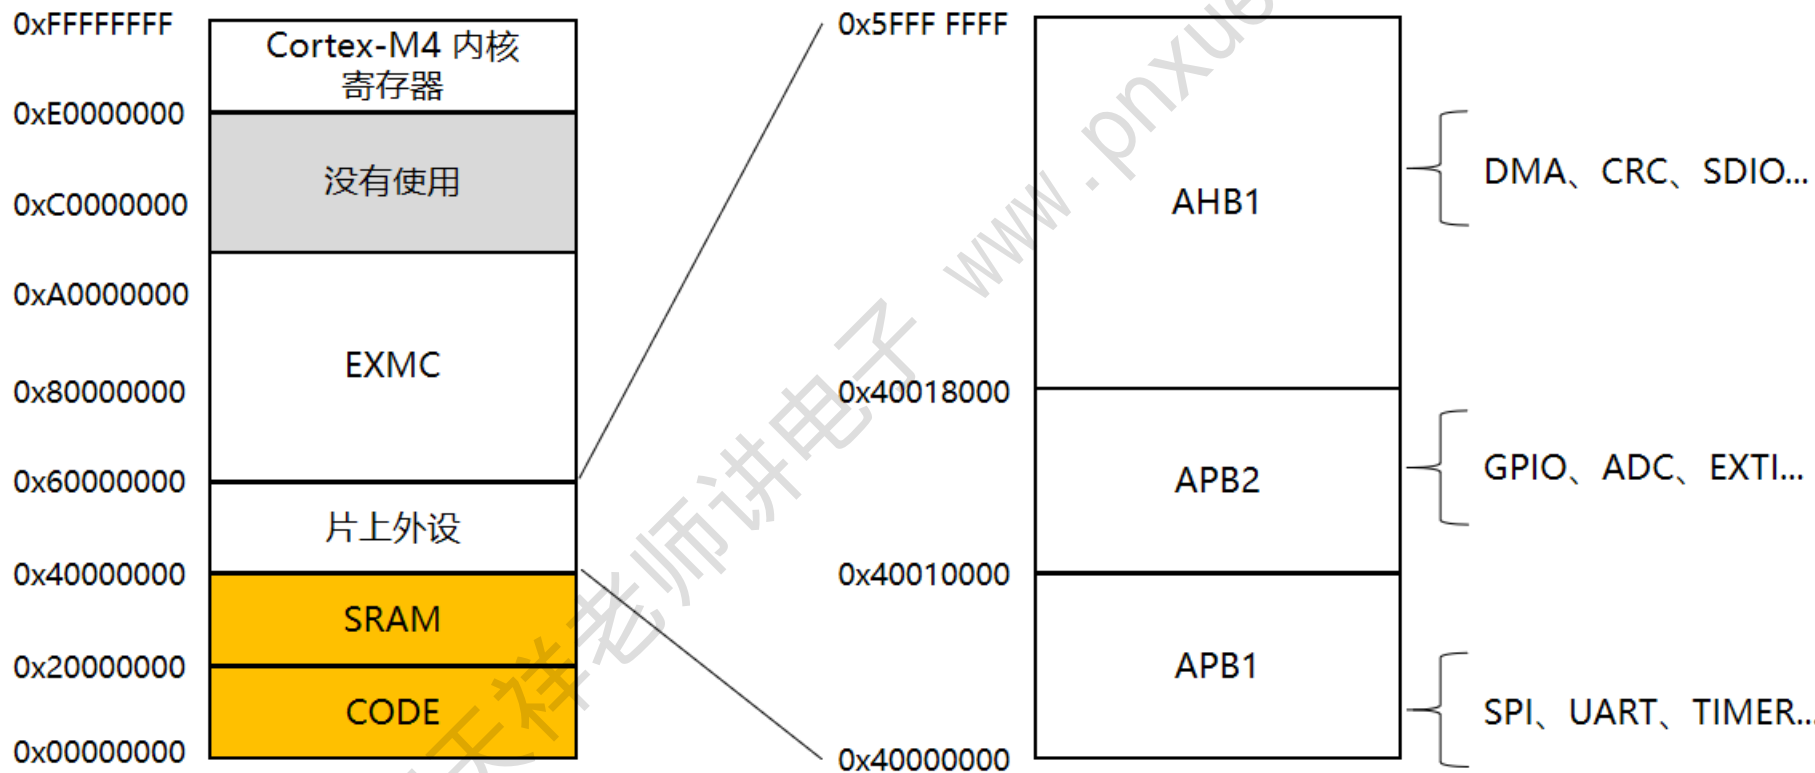 0xFFFFFFFF
Cortex-M4 内核
寄存器
0xE0000000
没有使用
0xC0000000
0xA0000000
EXMC
0x80000000
0x60000000
片上外设
0x40000000
SRAM
0x20000000
CODE
0x00000000
0x5FFF FFFF
AHB1
DMA、CRC、SDIO...
0x40018000
APB2
GPIO、ADC、EXTI...
0x40010000
APB1
SPI、UART、TIMER...
0x40000000
天祥老师讲电子 www.pnxue